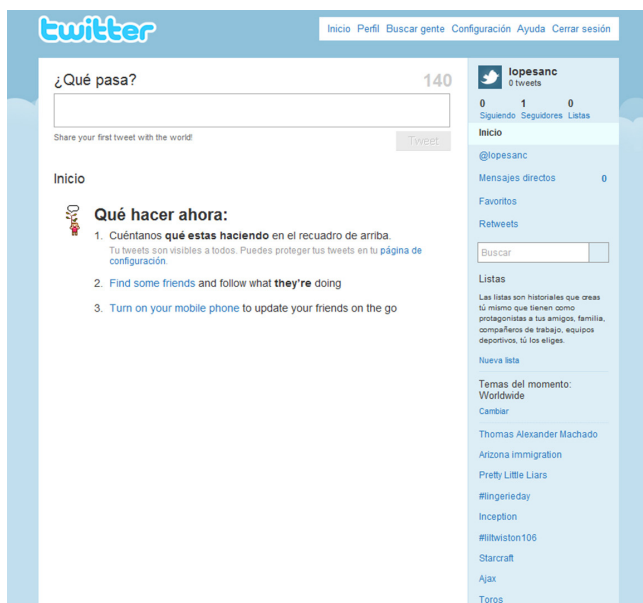 twitter
Inicio Perfil Buscar gente Configuración Ayuda Cerrar sesión
¿Qué pasa?
140
Share your first tweet with the world!
Tweet
Inicio
Qué hacer ahora:
1. Cuéntanos qué estas haciendo en el recuadro de arriba.
Tu tweets son visibles a todos. Puedes proteger tus tweets en tu página de
configuración.
2. Find some friends and follow what they're doing
3. Turn on your mobile phone to update your friends on the go
lopesanc
0 tweets
0 1 0
Siguiendo Seguidores Listas
Inicio
@lopesanc
Mensajes directos 0
Favoritos
Retweets
Buscar
Listas
Las listas son historiales que creas
tú mismo que tienen como
protagonistas a tus amigos, familia,
compañeros de trabajo, equipos
deportivos, tú los eliges.
Nueva lista
Temas del momento:
Worldwide
Cambiar
Thomas Alexander Machado
Arizona immigration
Pretty Little Liars
#lingerieday
Inception
#liltwiston106
Starcraft
Ajax
Toros